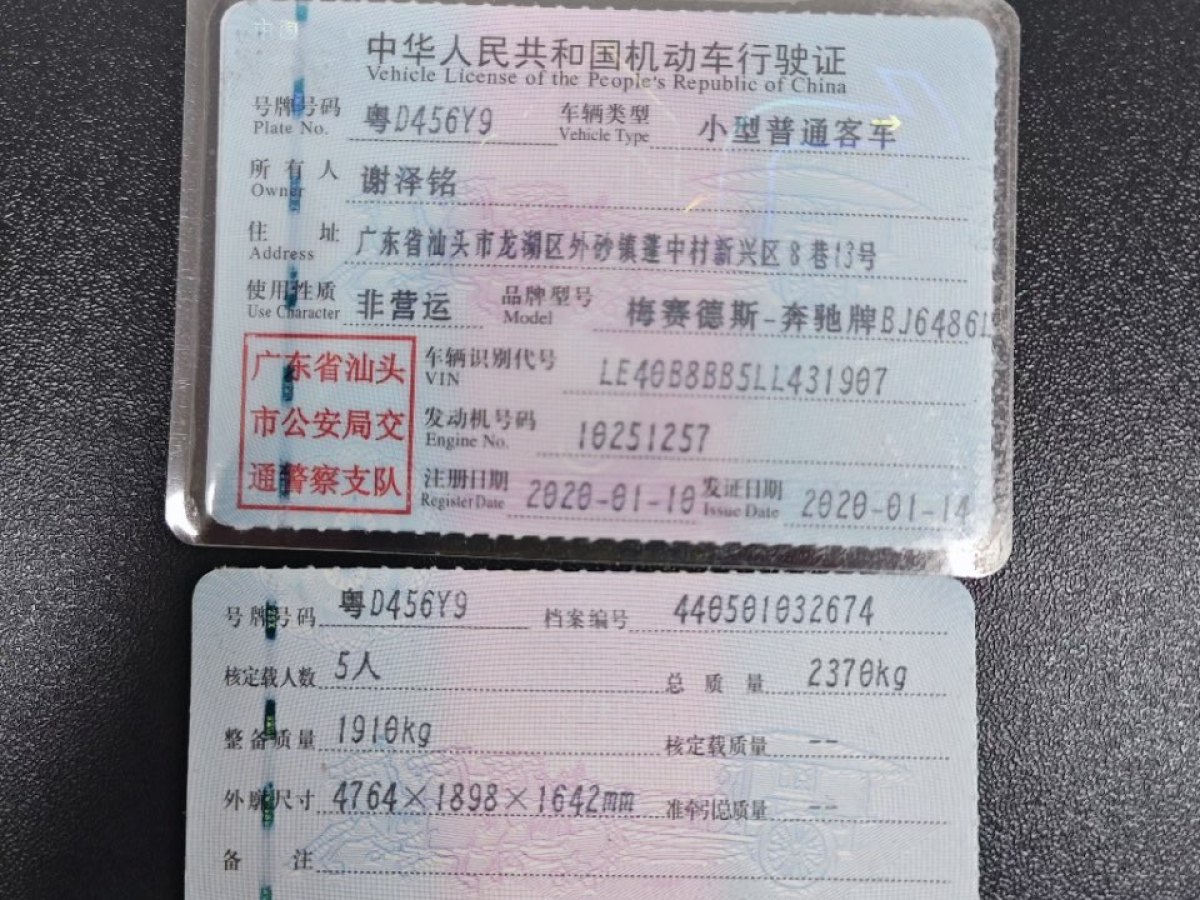 中华人民共和国机动车行驶证
Vehicle License of the People's Republic of China
号牌号码 粤D456Y9 车辆类型 小型普通客车
Plate No. Vehicle Type
所有人 谢泽铭
Owner
住址 广东省汕头市龙湖区外砂镇蓬中村新兴区8巷13号
Address
使用性质 非营运 品牌型号 梅赛德斯-奔驰牌BJ6486
Use Character Model
广东省汕头
市公安局交
通警察支队
车辆识别代号 LE40B8BB5LL431907
VIN
发动机号码 10251257
Engine No.
注册日期 2020-01-10 发证日期 2020-01-14
Register Date Issue Date
号牌号码 粤D456Y9 档案编号 440501032674
核定载人数 5人 总质量 2370kg
整备质量 1910kg 核定载质量 --
外廓尺寸 4764×1898×1642mm 准牵引总质量 --
备注